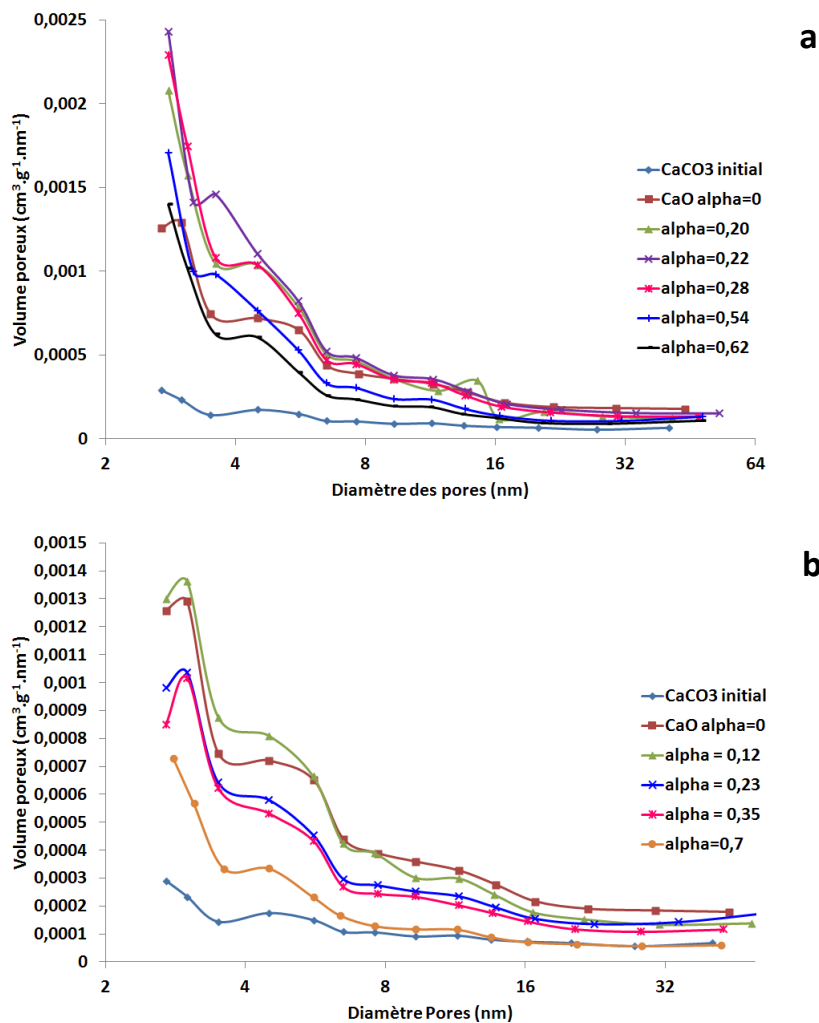 a
Volume poreux (cm³.g⁻¹.nm⁻¹)
0,0025
0,002
0,0015
0,001
0,0005
0
2
4
8
16
32
64
Diamètre des pores (nm)
CaCO3 initial
CaO alpha=0
alpha=0,20
alpha=0,22
alpha=0,28
alpha=0,54
alpha=0,62
b
Volume poreux (cm³.g⁻¹.nm⁻¹)
0,0015
0,0014
0,0013
0,0012
0,0011
0,001
0,0009
0,0008
0,0007
0,0006
0,0005
0,0004
0,0003
0,0002
0,0001
0
2
4
8
16
32
Diamètre Pores (nm)
CaCO3 initial
CaO alpha=0
alpha = 0,12
alpha = 0,23
alpha = 0,35
alpha=0,7